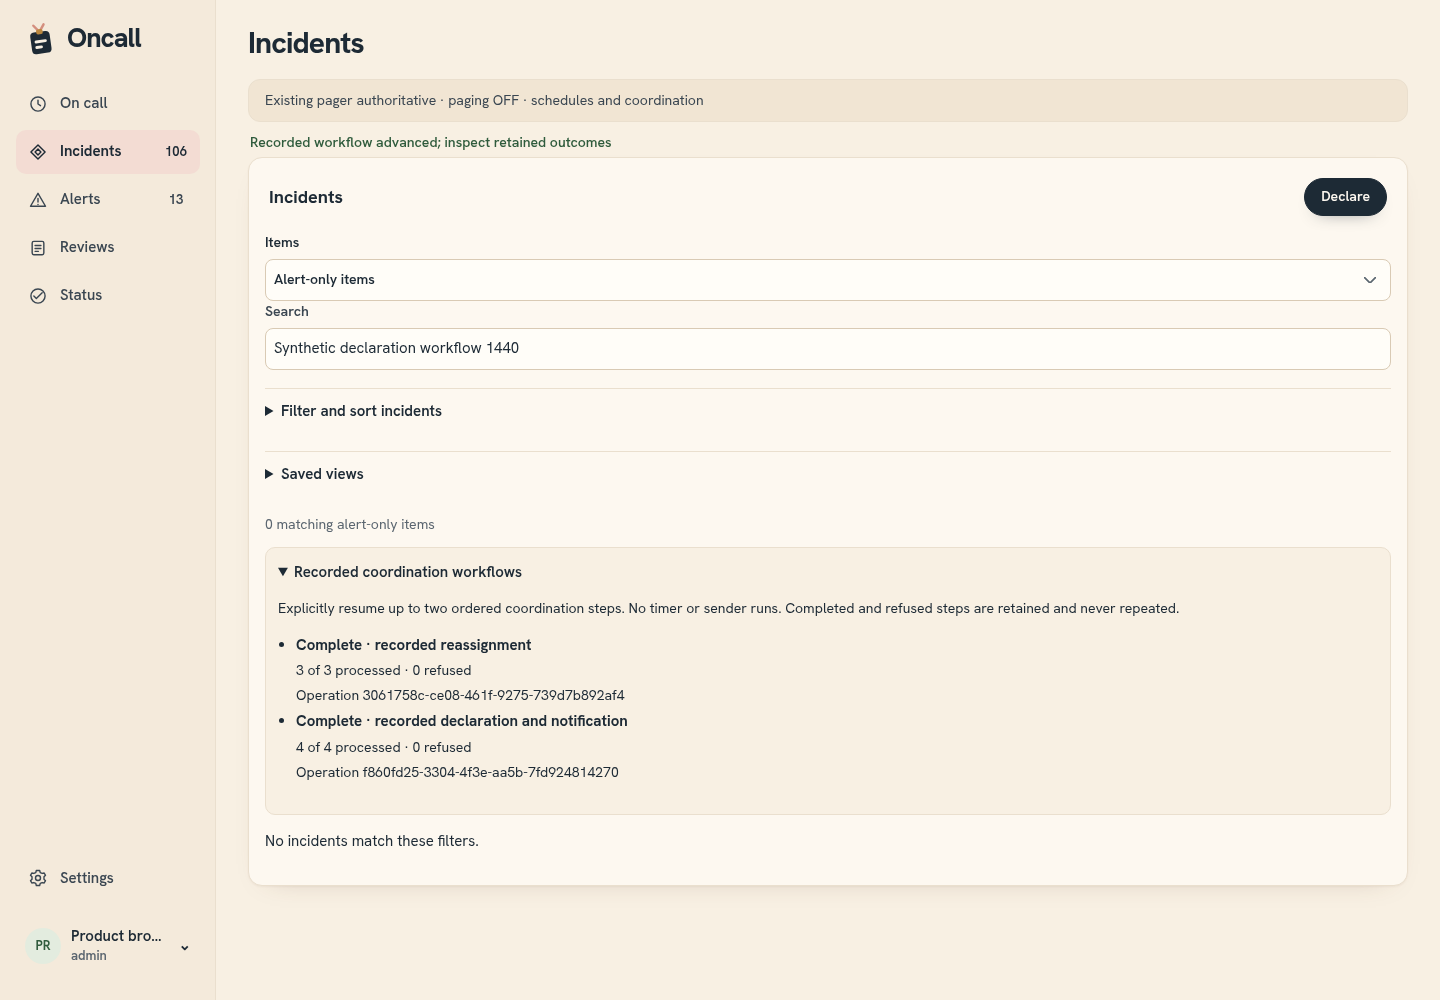 Oncall
On call
Incidents 106
Alerts 13
Reviews
Status
Settings
PR
Product bro...
admin
Incidents
Existing pager authoritative · paging OFF · schedules and coordination
Recorded workflow advanced; inspect retained outcomes
Incidents
Declare
Items
Alert-only items
Search
Synthetic declaration workflow 1440
Filter and sort incidents
Saved views
0 matching alert-only items
Recorded coordination workflows
Explicitly resume up to two ordered coordination steps. No timer or sender runs. Completed and refused steps are retained and never repeated.
Complete · recorded reassignment
3 of 3 processed · 0 refused
Operation 3061758c-ce08-461f-9275-739d7b892af4
Complete · recorded declaration and notification
4 of 4 processed · 0 refused
Operation f860fd25-3304-4f3e-aa5b-7fd924814270
No incidents match these filters.